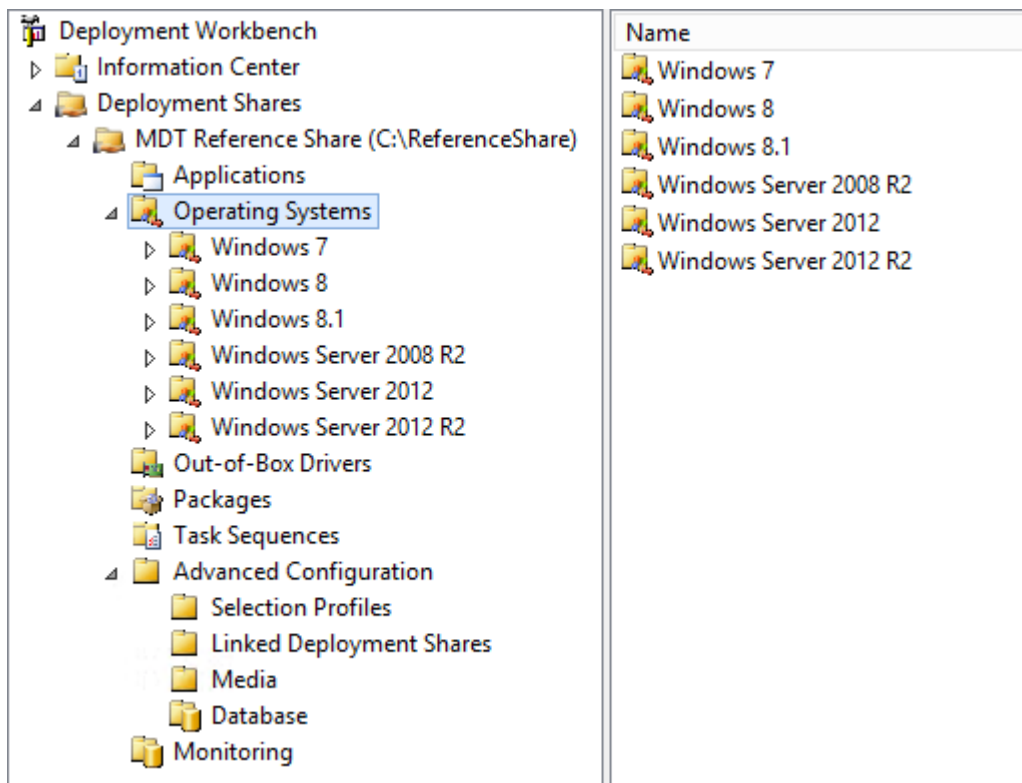 Deployment Workbench
Information Center
Deployment Shares
MDT Reference Share (C:\ReferenceShare)
Applications
Operating Systems
Windows 7
Windows 8
Windows 8.1
Windows Server 2008 R2
Windows Server 2012
Windows Server 2012 R2
Out-of-Box Drivers
Packages
Task Sequences
Advanced Configuration
Selection Profiles
Linked Deployment Shares
Media
Database
Monitoring
Name
Windows 7
Windows 8
Windows 8.1
Windows Server 2008 R2
Windows Server 2012
Windows Server 2012 R2